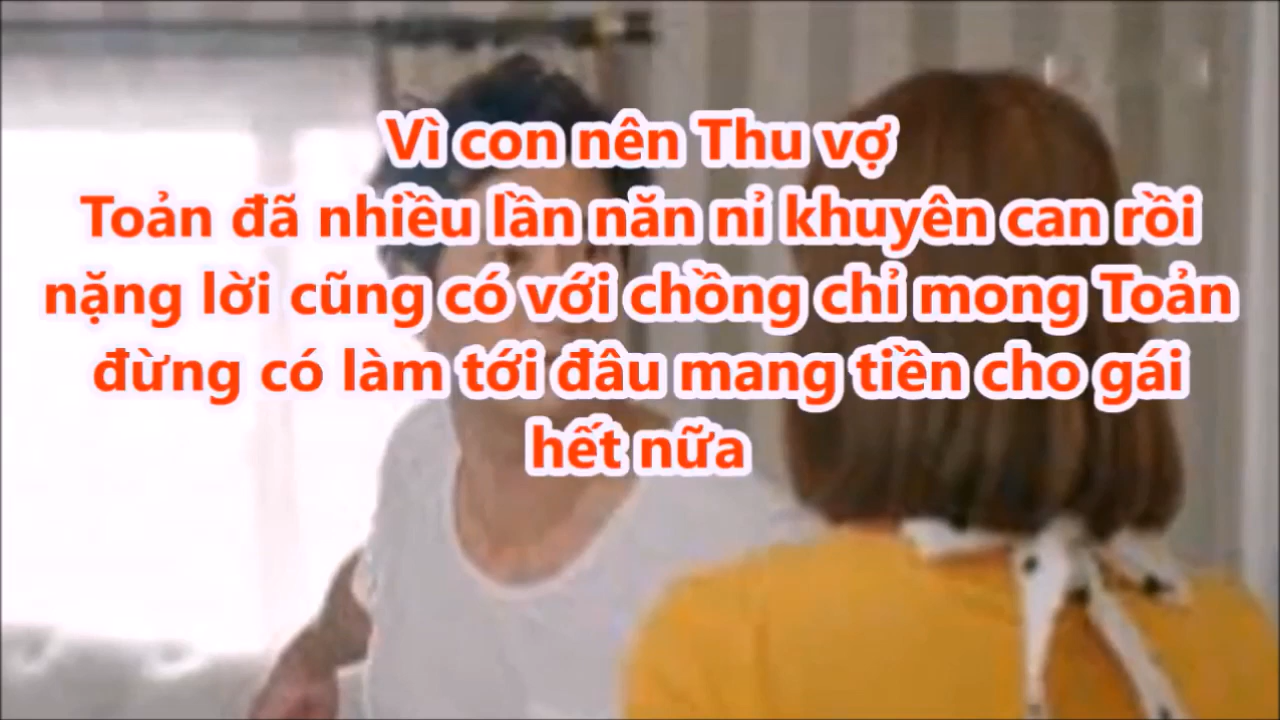 Vì con nên Thu vợ
Toản đã nhiều lần năn nỉ khuyên can rồi
nặng lời cũng có với chồng chỉ mong Toản
đừng có làm tới đâu mang tiền cho gái
hết nữa